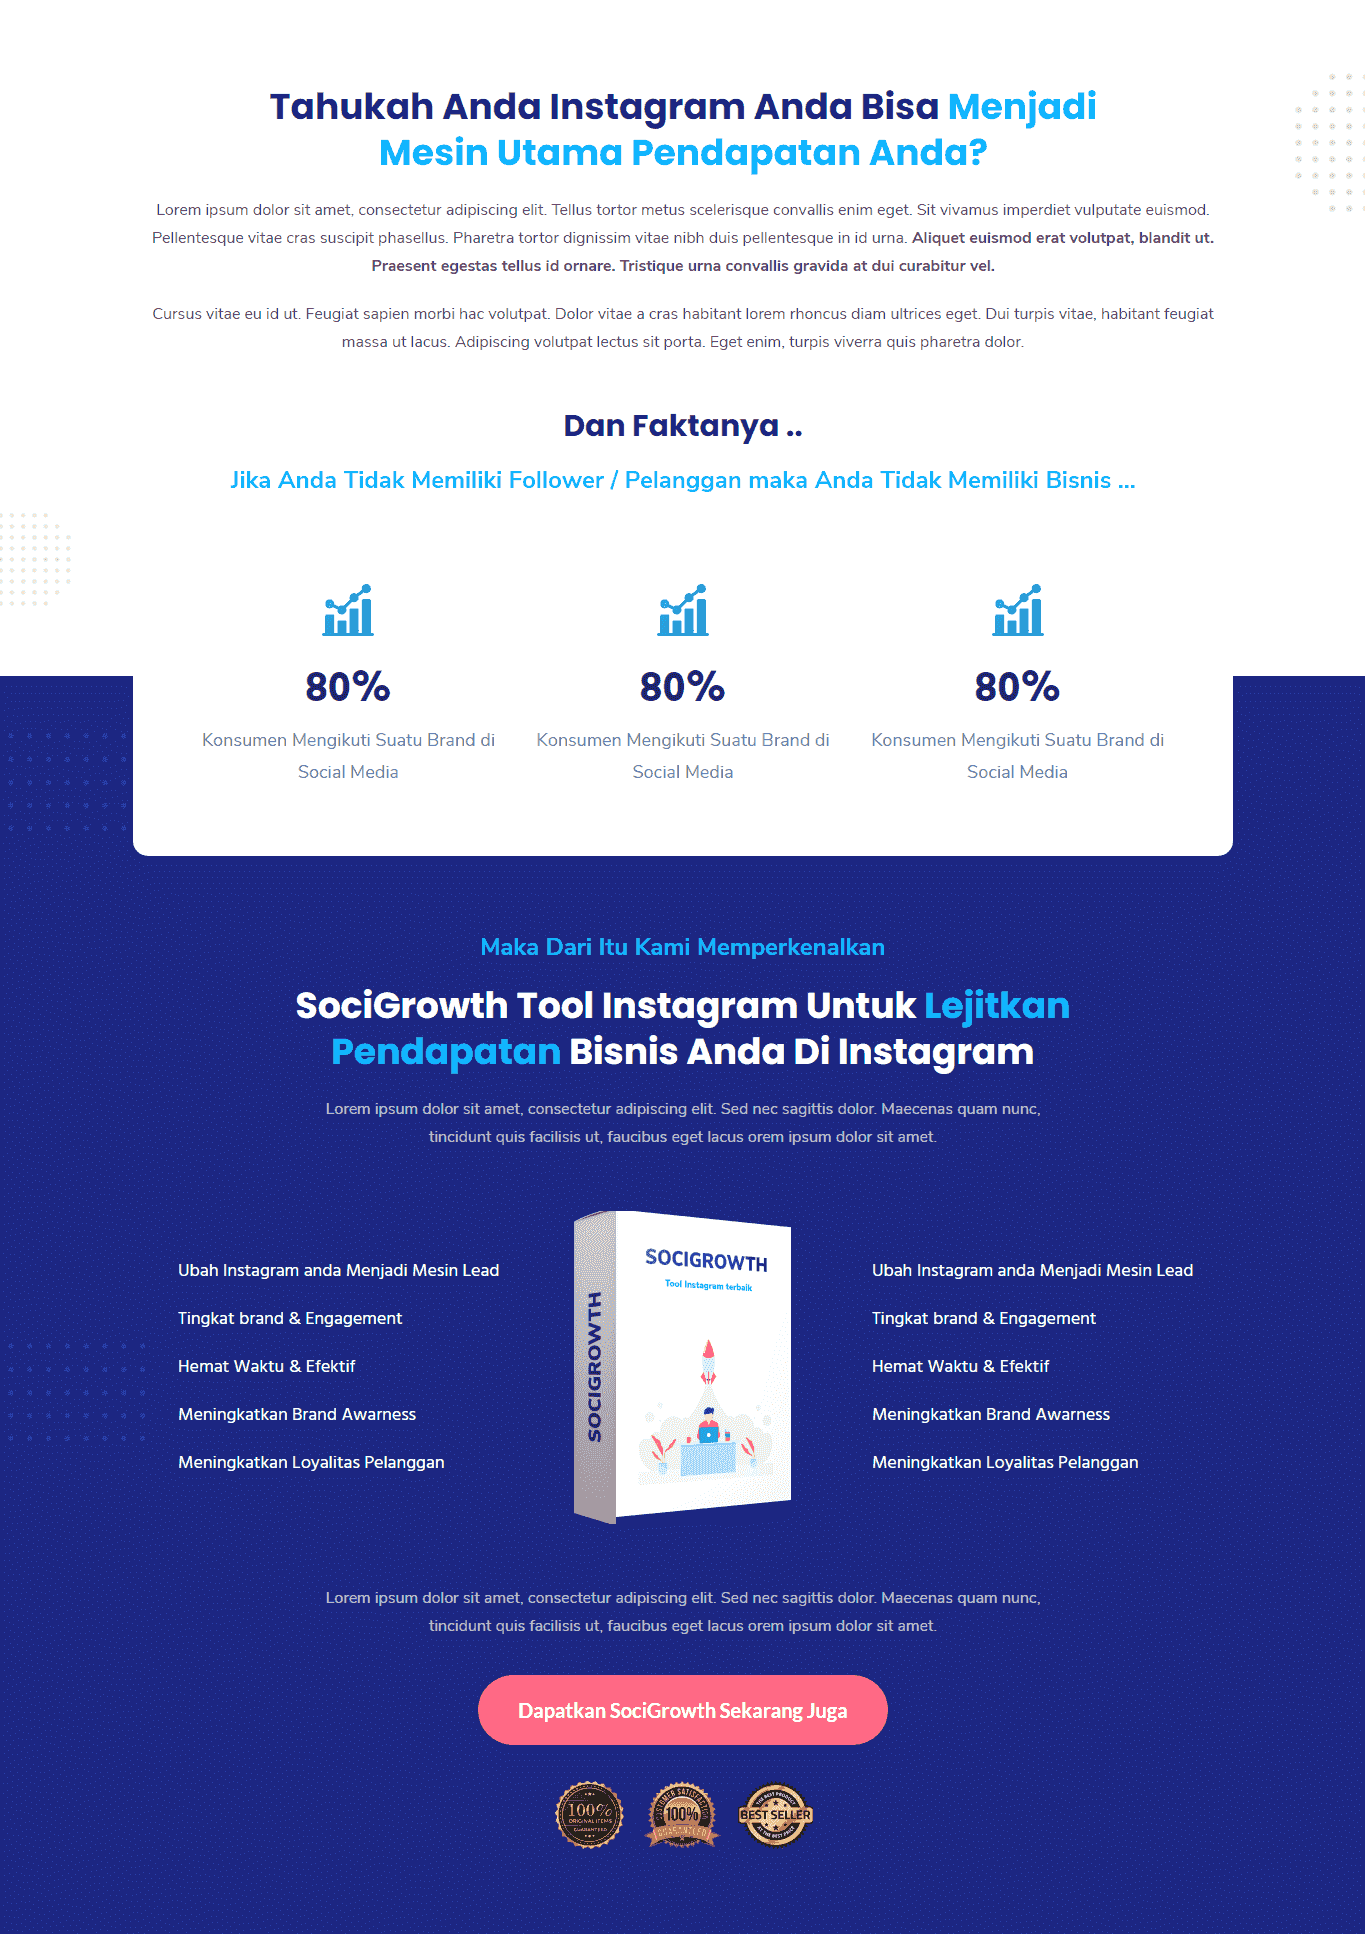 Tahukah Anda Instagram Anda Bisa Menjadi
Mesin Utama Pendapatan Anda?
Lorem ipsum dolor sit amet, consectetur adipiscing elit. Tellus tortor metus scelerisque convallis enim eget. Sit vivamus imperdiet vulputate euismod.
Pellentesque vitae cras suscipit phasellus. Pharetra tortor dignissim vitae nibh duis pellentesque in id urna. Aliquet euismod erat volutpat, blandit ut.
Praesent egestas tellus id ornare. Tristique urna convallis gravida at dui curabitur vel.
Cursus vitae eu id ut. Feugiat sapien morbi hac volutpat. Dolor vitae a cras habitant lorem rhoncus diam ultrices eget. Dui turpis vitae, habitant feugiat
massa ut lacus. Adipiscing volutpat lectus sit porta. Eget enim, turpis viverra quis pharetra dolor.
Dan Faktanya ..
Jika Anda Tidak Memiliki Follower / Pelanggan maka Anda Tidak Memiliki Bisnis ...
80%
Konsumen Mengikuti Suatu Brand di
Social Media
80%
Konsumen Mengikuti Suatu Brand di
Social Media
80%
Konsumen Mengikuti Suatu Brand di
Social Media
Maka Dari Itu Kami Memperkenalkan
SociGrowth Tool Instagram Untuk Lejitkan
Pendapatan Bisnis Anda Di Instagram
Lorem ipsum dolor sit amet, consectetur adipiscing elit. Sed nec sagittis dolor. Maecenas quam nunc,
tincidunt quis facilisis ut, faucibus eget lacus orem ipsum dolor sit amet.
Ubah Instagram anda Menjadi Mesin Lead
Tingkat brand & Engagement
Hemat Waktu & Efektif
Meningkatkan Brand Awarness
Meningkatkan Loyalitas Pelanggan
SOCIGROWTH
SOCIGROWTH
Tool Instagram terbaik
Ubah Instagram anda Menjadi Mesin Lead
Tingkat brand & Engagement
Hemat Waktu & Efektif
Meningkatkan Brand Awarness
Meningkatkan Loyalitas Pelanggan
Lorem ipsum dolor sit amet, consectetur adipiscing elit. Sed nec sagittis dolor. Maecenas quam nunc,
tincidunt quis facilisis ut, faucibus eget lacus orem ipsum dolor sit amet.
Dapatkan SociGrowth Sekarang Juga
100%
ORIGINAL ITEMS
GUARANTEED
CUSTOMER SATISFACTION
100%
GUARANTEED
THE BEST PRODUCT
BEST SELLER
AT THE BEST PRICE